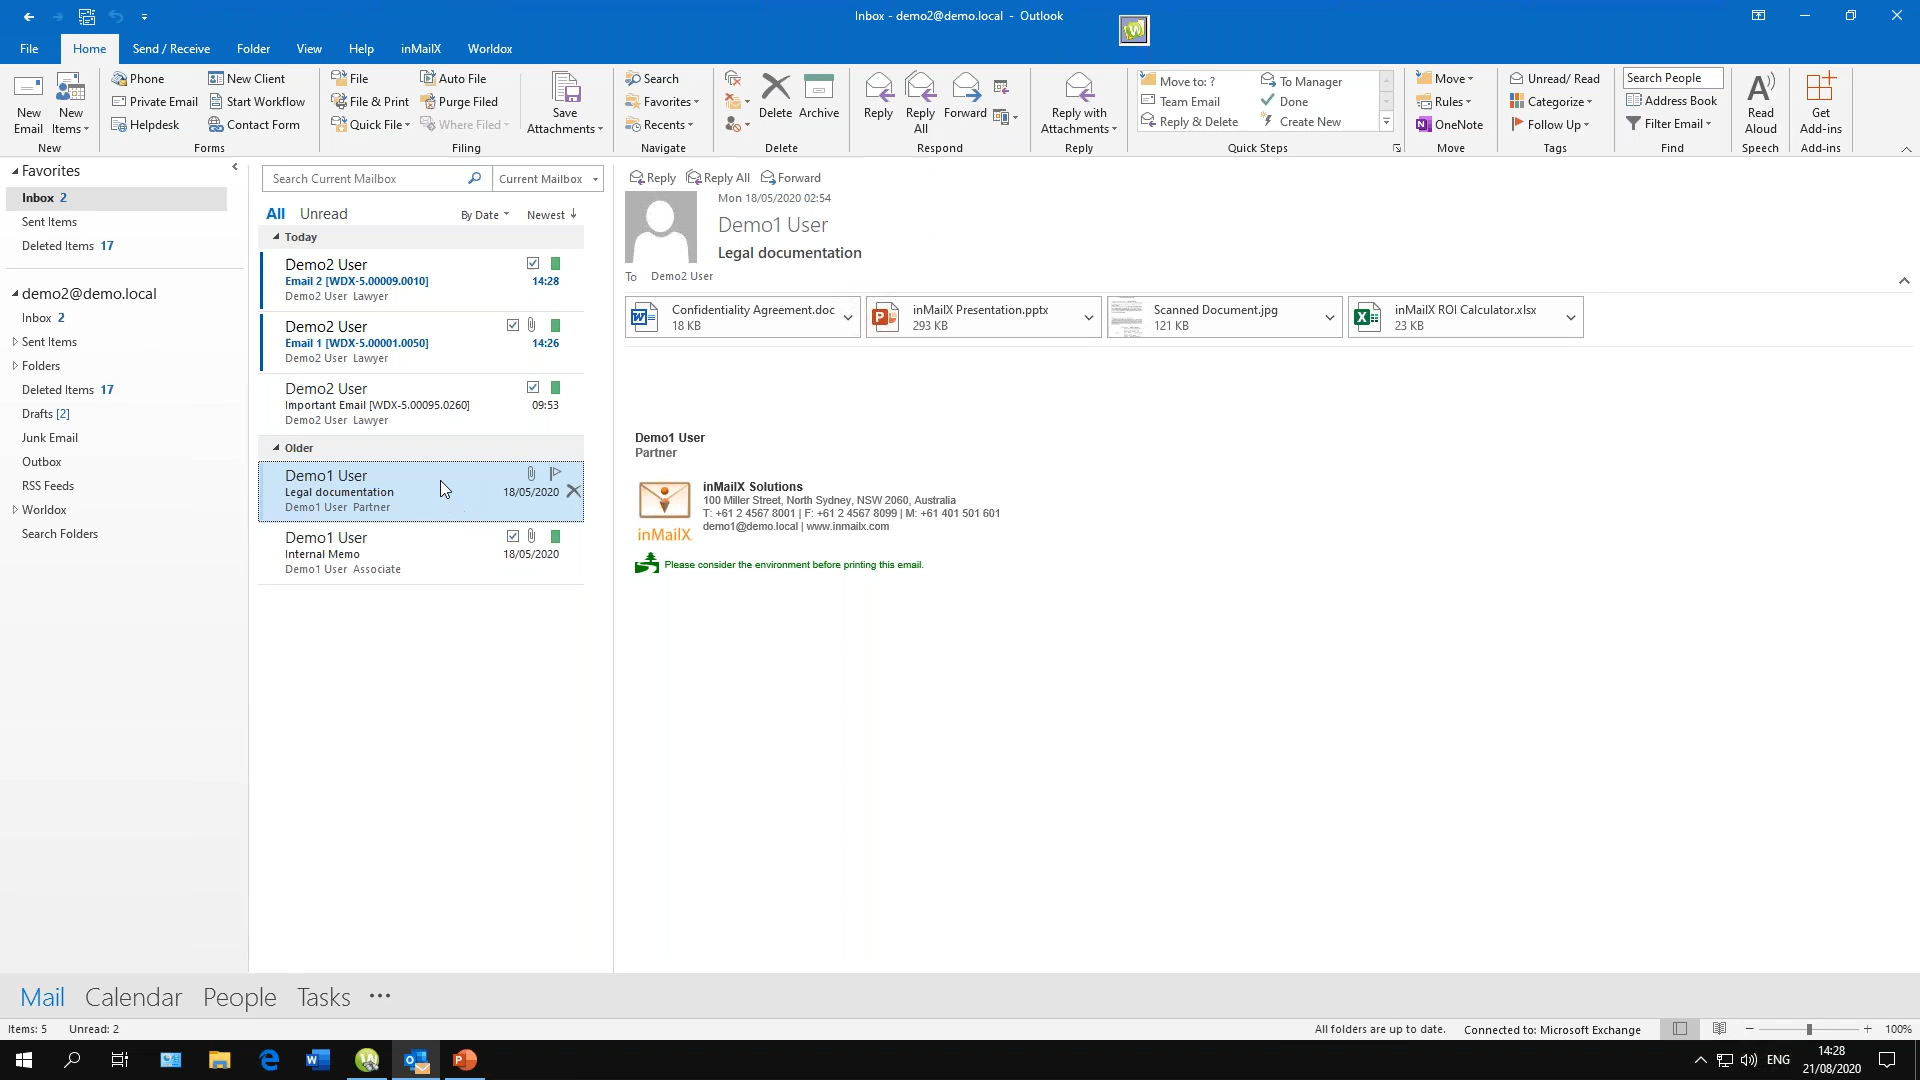 Inbox - demo2@demo.local - Outlook
File Home Send / Receive Folder View Help inMailX Worldox
New Email
New Items
New
Phone
Private Email
Helpdesk
New Client
Start Workflow
Contact Form
Forms
File
File & Print
Quick File
Auto File
Purge Filed
Where Filed
Save Attachments
Filing
Search
Favorites
Recents
Navigate
Delete
Archive
Delete
Reply
Reply All
Forward
Respond
Reply with Attachments
Reply
Move to: ?
Team Email
Reply & Delete
To Manager
Done
Create New
Quick Steps
Move
Rules
OneNote
Move
Unread/ Read
Categorize
Follow Up
Tags
Search People
Address Book
Filter Email
Find
Read Aloud
Speech
Get Add-ins
Add-ins
Favorites
Inbox 2
Sent Items
Deleted Items 17
demo2@demo.local
Inbox 2
Sent Items
Folders
Deleted Items 17
Drafts [2]
Junk Email
Outbox
RSS Feeds
Worldox
Search Folders
Search Current Mailbox
Current Mailbox
All Unread
By Date Newest
Today
Demo2 User
Email 2 [WDX-5.00009.0010] 14:28
Demo2 User Lawyer
Demo2 User
Email 1 [WDX-5.00001.0050] 14:26
Demo2 User Lawyer
Demo2 User
Important Email [WDX-5.00095.0260] 09:53
Demo2 User Lawyer
Older
Demo1 User
Legal documentation 18/05/2020
Demo1 User Partner
Demo1 User
Internal Memo 18/05/2020
Demo1 User Associate
Reply Reply All Forward
Mon 18/05/2020 02:54
Demo1 User
Legal documentation
To Demo2 User
Confidentiality Agreement.doc
18 KB
inMailX Presentation.pptx
293 KB
Scanned Document.jpg
121 KB
inMailX ROI Calculator.xlsx
23 KB
Demo1 User
Partner
inMailX
inMailX Solutions
100 Miller Street, North Sydney, NSW 2060, Australia
T: +61 2 4567 8001 | F: +61 2 4567 8099 | M: +61 401 501 601
demo1@demo.local | www.inmailx.com
Please consider the environment before printing this email.
Mail Calendar People Tasks
Items: 5 Unread: 2
All folders are up to date. Connected to: Microsoft Exchange 100%
ENG
14:28
21/08/2020